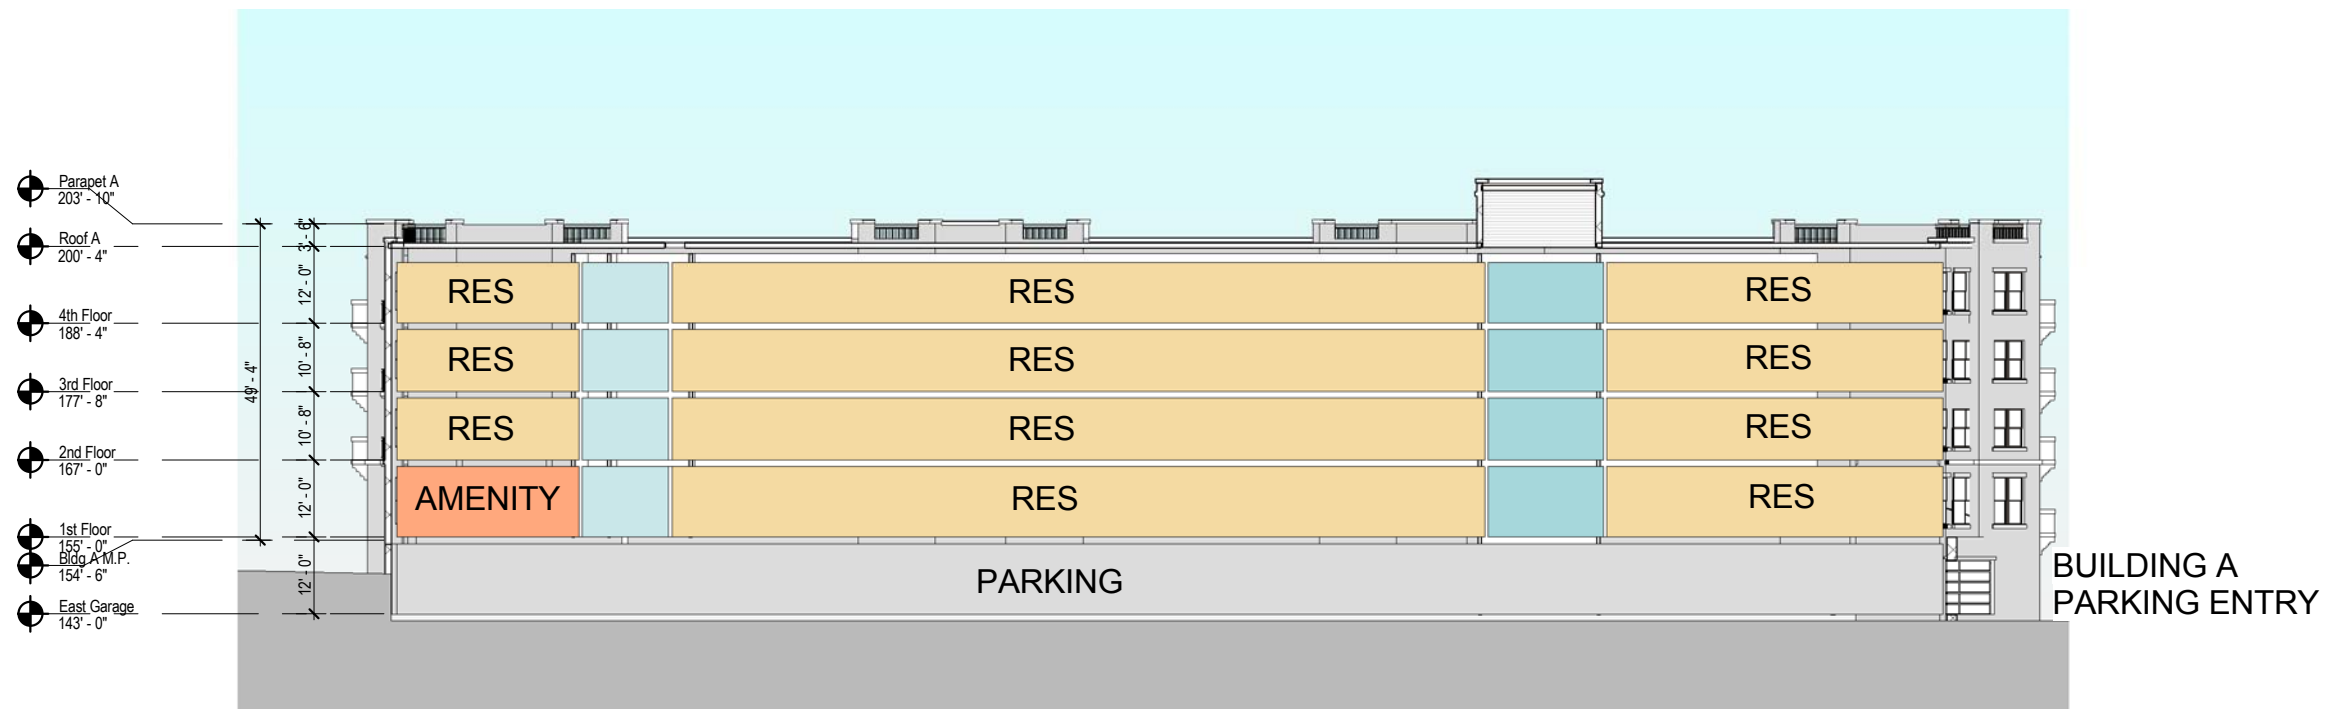 Parapet A
203' - 10"
Roof A
200' - 4"
4th Floor
188' - 4"
3rd Floor
177' - 8"
2nd Floor
167' - 0"
1st Floor
155' - 0"
Bldg A M.P.
154' - 6"
East Garage
143' - 0"
49' - 4"
3' - 6"
12' - 0"
10' - 8"
10' - 8"
12' - 0"
12' - 0"
RES
RES
RES
RES
RES
RES
RES
RES
RES
AMENITY
RES
RES
PARKING
BUILDING A
PARKING ENTRY